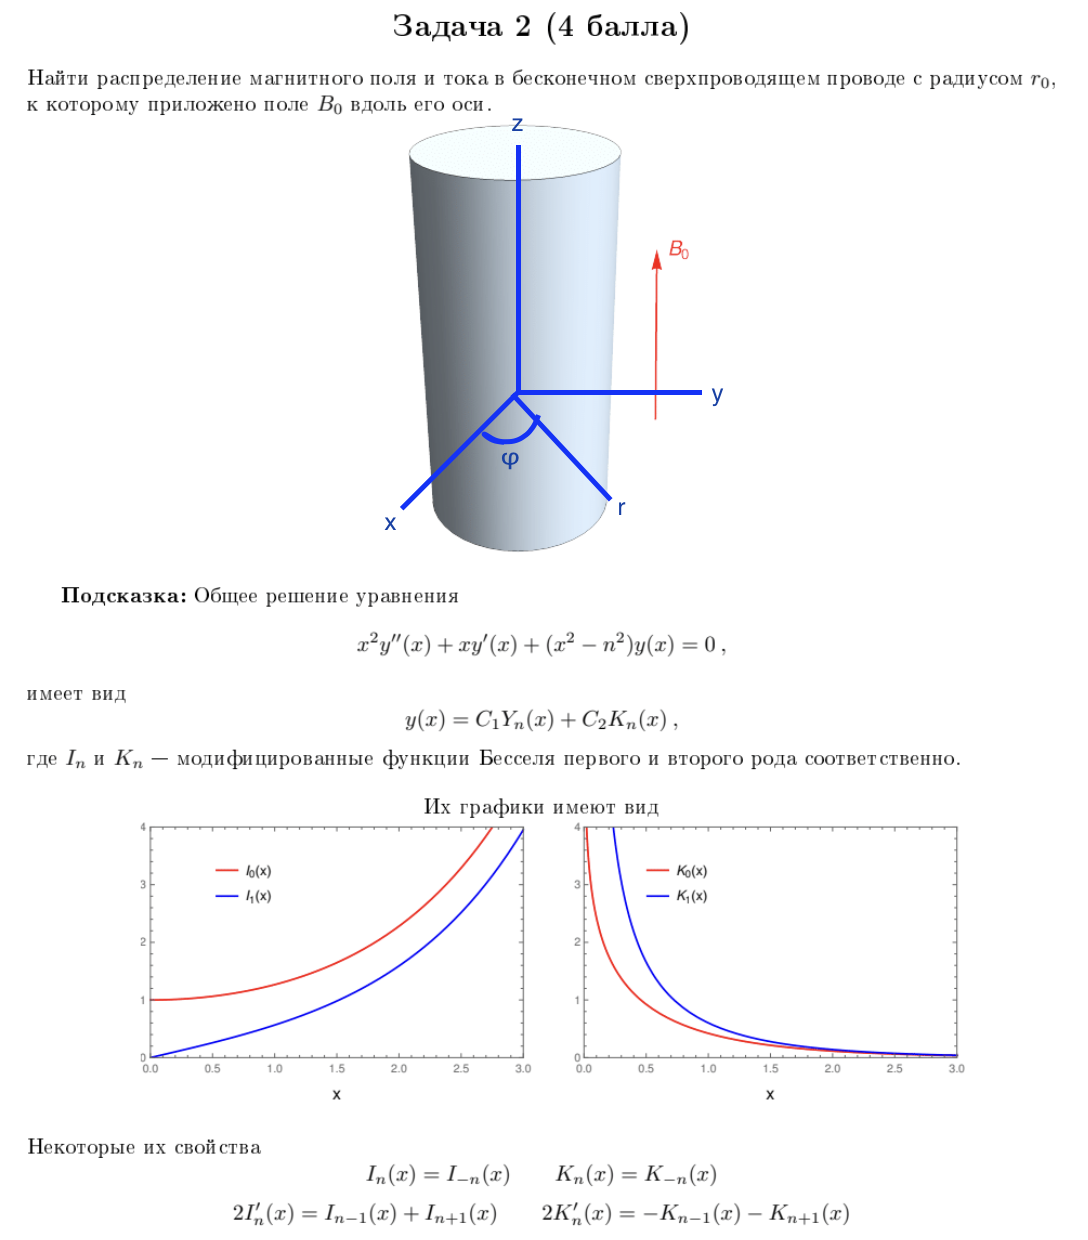 Задача 2 (4 балла)
Найти распределение магнитного поля и тока в бесконечном сверхпроводящем проводе с радиусом r₀,
к которому приложено поле B₀ вдоль его оси.
z
B₀
y
φ
x
r
Подсказка: Общее решение уравнения
x²y′′(x) + xy′(x) + (x² − n²)y(x) = 0 ,
имеет вид
y(x) = C₁Yₙ(x) + C₂Kₙ(x) ,
где Iₙ и Kₙ — модифицированные функции Бесселя первого и второго рода соответственно.
Их графики имеют вид
4
3
2
1
0
I₀(x)
I₁(x)
0.0 0.5 1.0 1.5 2.0 2.5 3.0
x
4
3
2
1
0
K₀(x)
K₁(x)
0.0 0.5 1.0 1.5 2.0 2.5 3.0
x
Некоторые их свойства
Iₙ(x) = I₋ₙ(x) Kₙ(x) = K₋ₙ(x)
2I′ₙ(x) = Iₙ₋₁(x) + Iₙ₊₁(x) 2K′ₙ(x) = −Kₙ₋₁(x) − Kₙ₊₁(x)